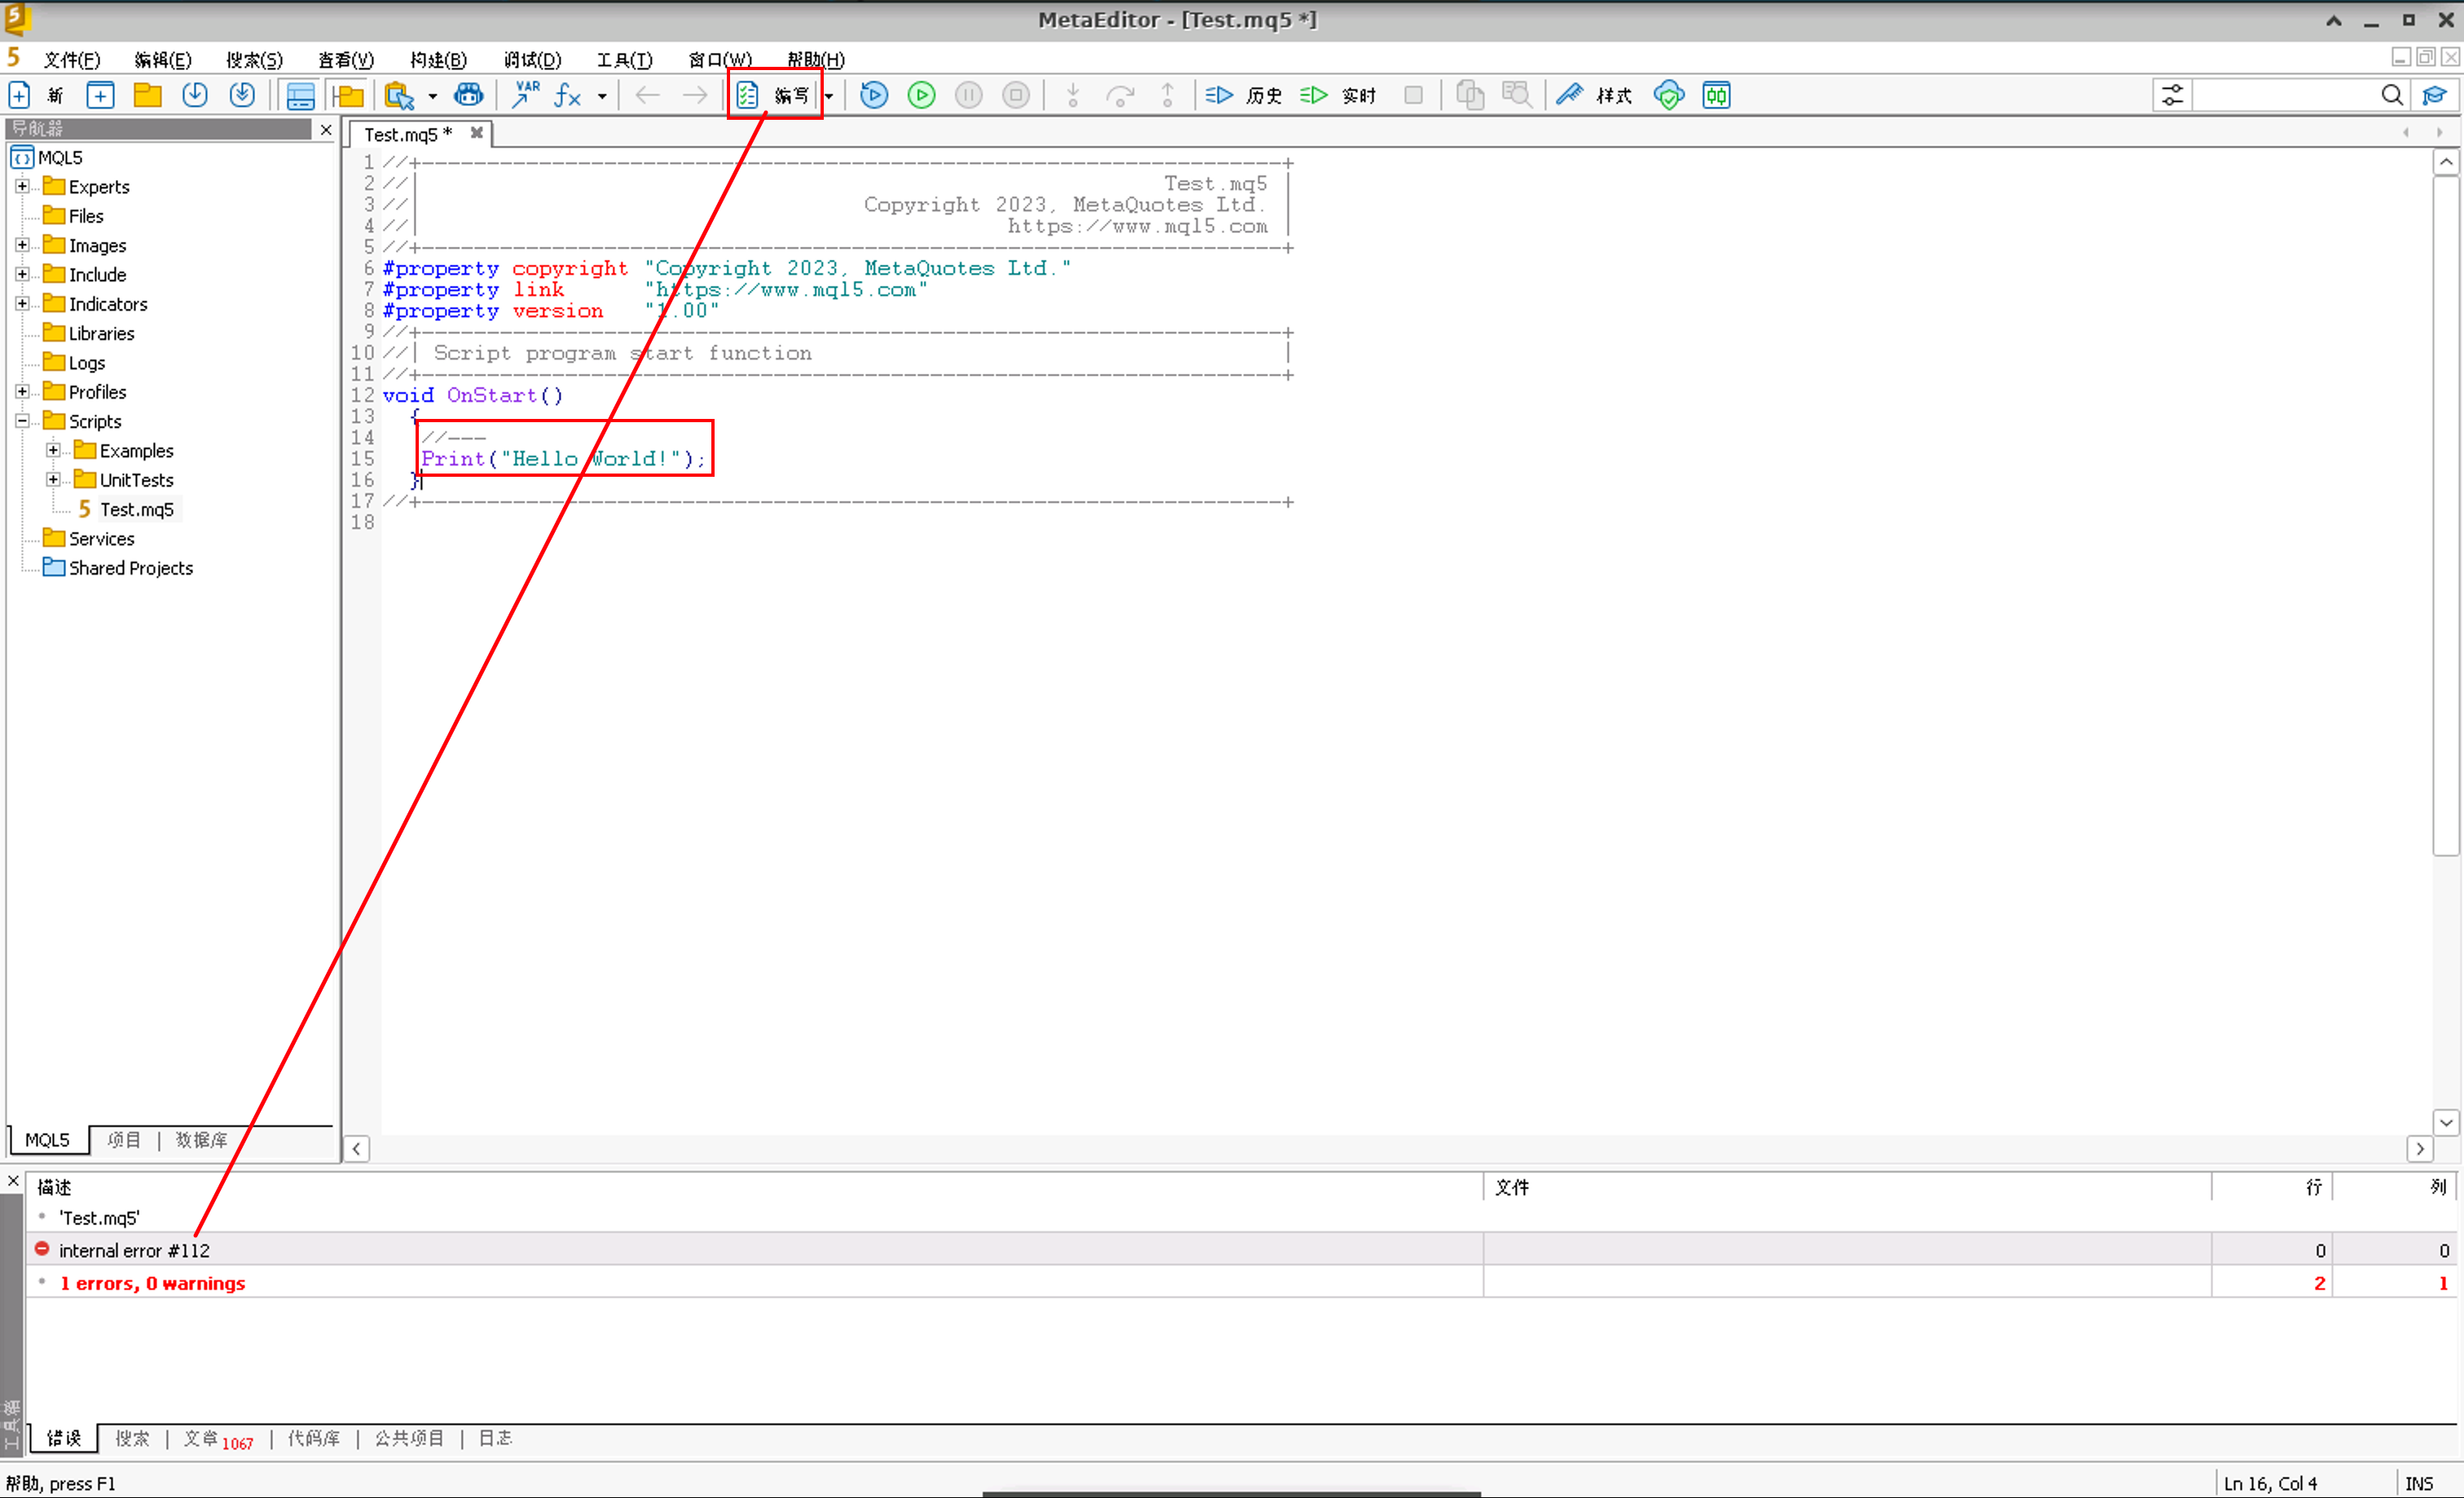 MetaEditor - [Test.mq5 *]
文件(F) 编辑(E) 搜索(S) 查看(V) 构建(B) 调试(D) 工具(T) 窗口(W) 帮助(H)
新 VAR fx 编写 历史 实时 样式
导航器
Test.mq5 *
MQL5
Experts
Files
Images
Include
Indicators
Libraries
Logs
Profiles
Scripts
Examples
UnitTests
Test.mq5
Services
Shared Projects
1 //+------------------------------------------------------------------+
2 //| Test.mq5 |
3 //| Copyright 2023, MetaQuotes Ltd. |
4 //| https://www.mql5.com |
5 //+------------------------------------------------------------------+
6 #property copyright "Copyright 2023, MetaQuotes Ltd."
7 #property link "https://www.mql5.com"
8 #property version "1.00"
9 //+------------------------------------------------------------------+
10 //| Script program start function |
11 //+------------------------------------------------------------------+
12 void OnStart()
13 {
14 //---
15 Print("Hello World!");
16 }
17 //+------------------------------------------------------------------+
18
MQL5 项目 | 数据库
描述 文件 行 列
'Test.mq5'
internal error #112 0 0
1 errors, 0 warnings 2 1
工具箱
错误 搜索 | 文章 1067 | 代码库 | 公共项目 | 日志
帮助, press F1 Ln 16, Col 4 INS